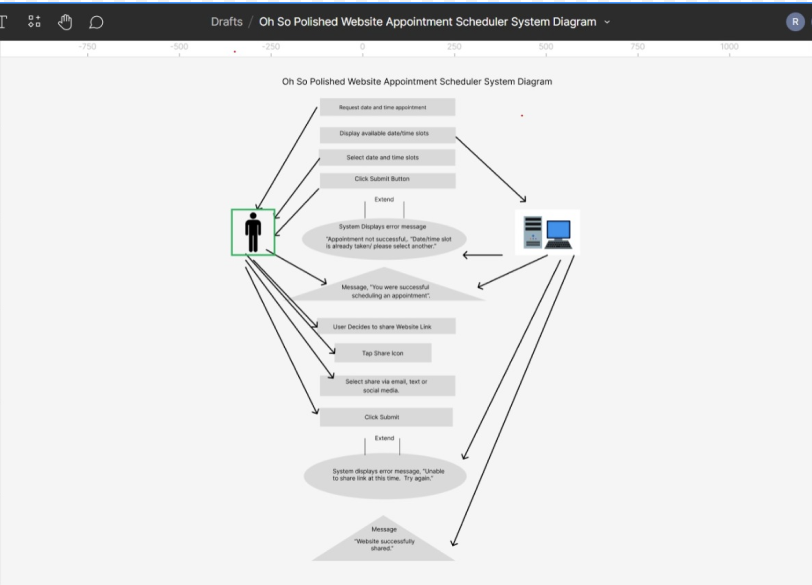 T
Drafts / Oh So Polished Website Appointment Scheduler System Diagram
R
-750 -500 -250 0 250 500 750 1000
Oh So Polished Website Appointment Scheduler System Diagram
Request date and time appointment
Display available date/time slots
Select date and time slots
Click Submit Button
Extend
System Displays error message
"Appointment not successful, "Date/time slot
is already taken/ please select another."
Message, "You were successful
scheduling an appointment".
User Decides to share Website Link
Tap Share Icon
Select share via email, text or
social media.
Click Submit
Extend
System displays error message, "Unable
to share link at this time. Try again."
Message
"Website successfully
shared."